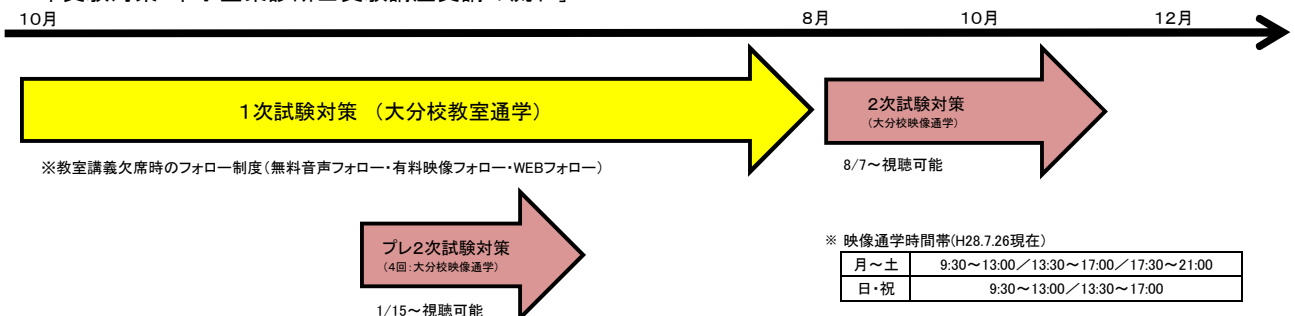 10月
8月
10月
12月
1次試験対策 （大分校教室通学）
2次試験対策
（大分校映像通学）
※教室講義欠席時のフォロー制度（無料音声フォロー・有料映像フォロー・WEBフォロー）
8/7～視聴可能
プレ2次試験対策
（4回：大分校映像通学）
1/15～視聴可能
※ 映像通学時間帯(H28.7.26現在)
月～土 9:30～13:00／13:30～17:00／17:30～21:00
日・祝 9:30～13:00／13:30～17:00